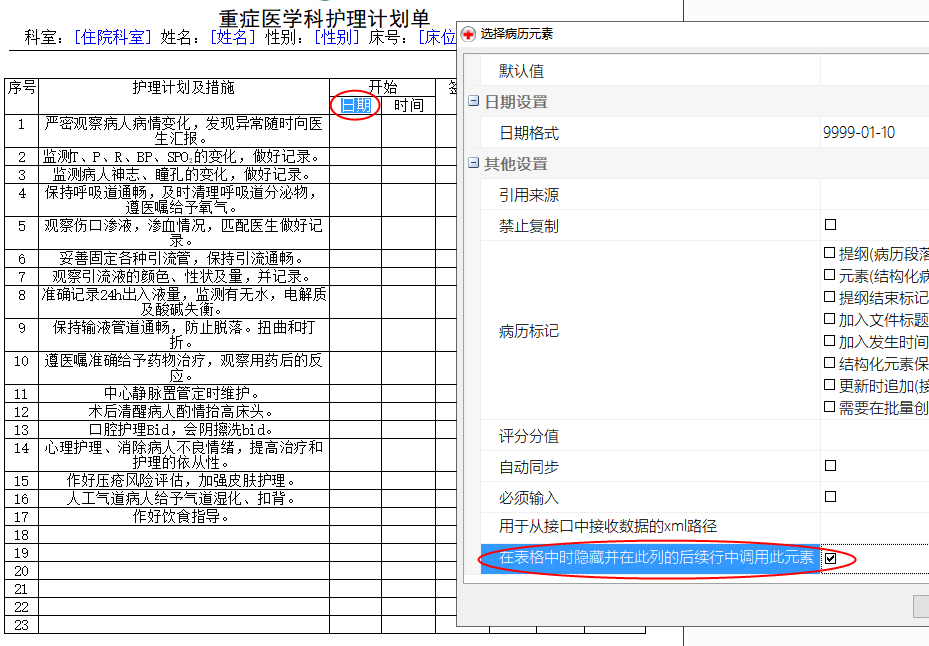 重症医学科护理计划单
科室：[住院科室] 姓名：[姓名] 性别：[性别] 床号：[床位
序号 护理计划及措施 开始
日期 时间
1 严密观察病人病情变化，发现异常随时向医
生汇报。
2 监测T、P、R、BP、SPO₂的变化，做好记录。
3 监测病人神志、瞳孔的变化，做好记录。
4 保持呼吸道通畅，及时清理呼吸道分泌物，
遵医嘱给予氧气。
5 观察伤口渗液，渗血情况，匹配医生做好记
录。
6 妥善固定各种引流管，保持引流通畅。
7 观察引流液的颜色、性状及量，并记录。
8 准确记录24h出入液量，监测有无水，电解质
及酸碱失衡。
9 保持输液管道通畅，防止脱落。扭曲和打
折。
10 遵医嘱准确给予药物治疗，观察用药后的反
应。
11 中心静脉置管定时维护。
12 术后清醒病人酌情抬高床头。
13 口腔护理Bid，会阴擦洗bid。
14 心理护理、消除病人不良情绪，提高治疗和
护理的依从性。
15 作好压疮风险评估，加强皮肤护理。
16 人工气道病人给予气道湿化、扣背。
17 作好饮食指导。
18
19
20
21
22
23
选择病历元素
默认值
日期设置
日期格式 9999-01-10
其他设置
引用来源
禁止复制
病历标记
提纲(病历段落
元素(结构化病
提纲结束标记
加入文件标题
加入发生时间
结构化元素保
更新时追加(接
需要在批量创
评分分值
自动同步
必须输入
用于从接口中接收数据的xml路径
在表格中时隐藏并在此列的后续行中调用此元素